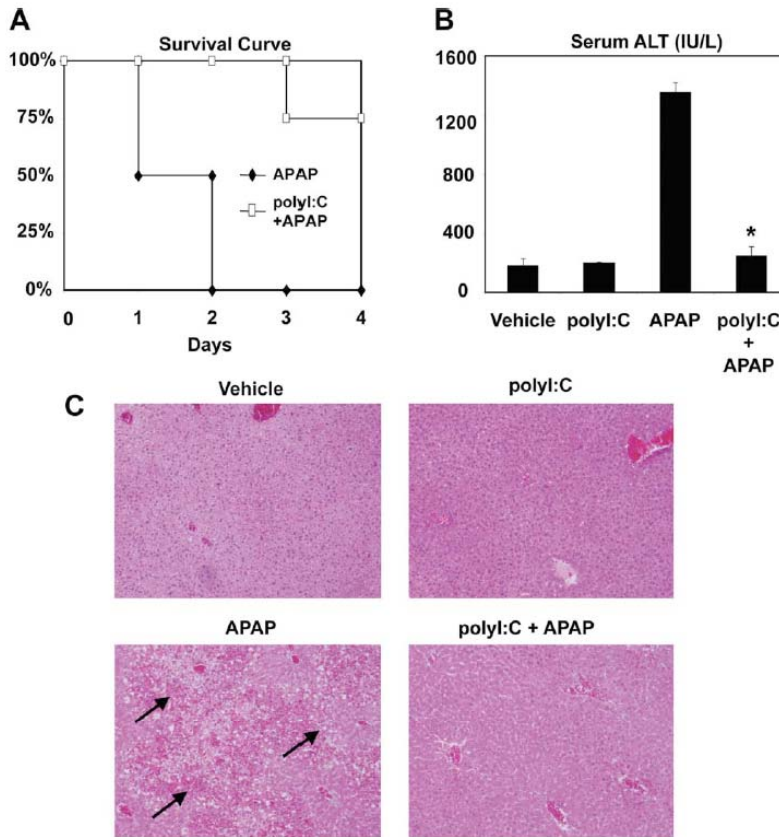 A
Survival Curve
100%
75%
50%
25%
0%
APAP
polyI:C
+APAP
0 1 2 3 4
Days
B
Serum ALT (IU/L)
1600
1200
800
400
0
*
Vehicle polyI:C APAP polyI:C
+
APAP
C
Vehicle polyI:C
APAP polyI:C + APAP